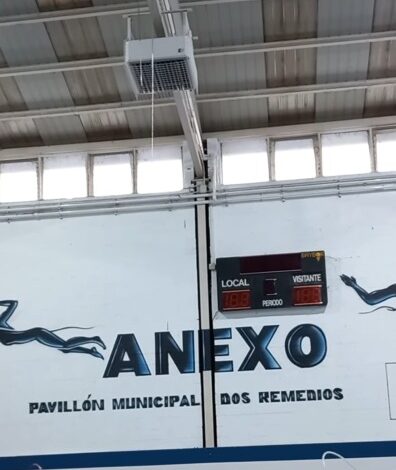 LOCAL VISITANTE
PERIODO
ANEXO
PAVILLÓN MUNICIPAL DOS REMEDIOS